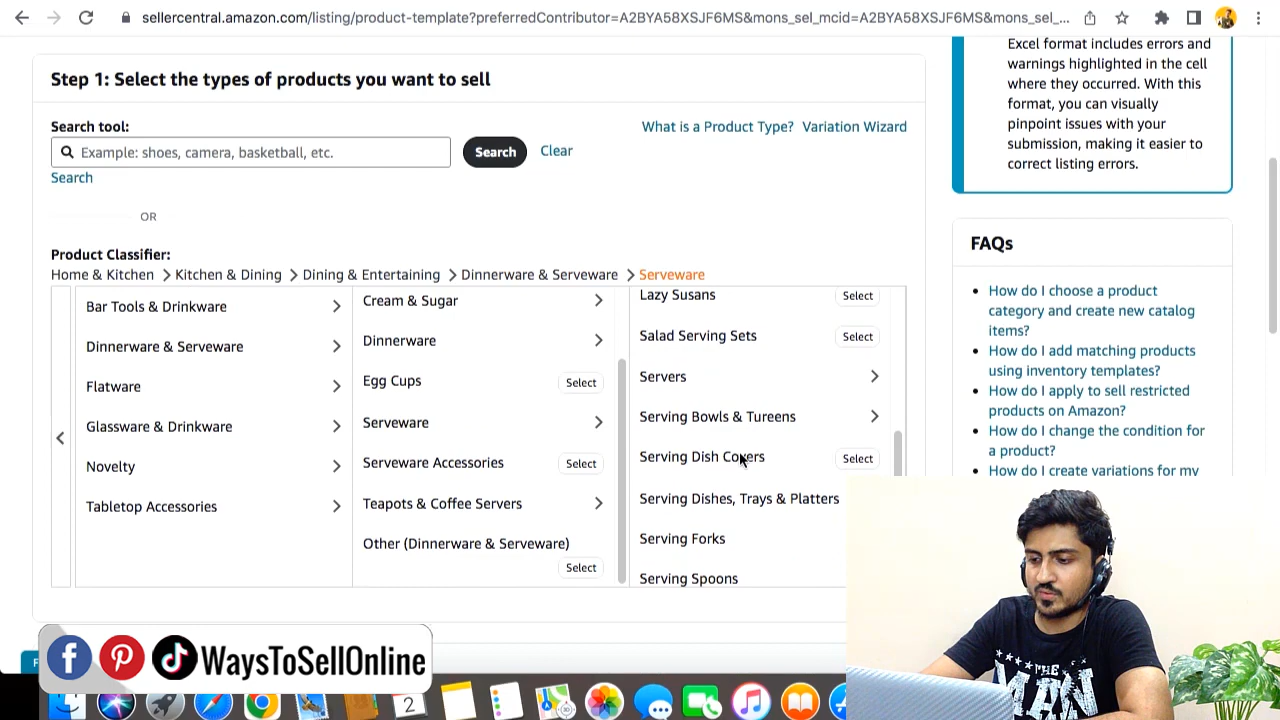 sellercentral.amazon.com/listing/product-template?preferredContributor=A2BYA58XSJF6MS&mons_sel_mcid=A2BYA58XSJF6MS&mons_sel_...
Step 1: Select the types of products you want to sell
Search tool:
What is a Product Type? Variation Wizard
Example: shoes, camera, basketball, etc.
Search
Clear
Search
OR
Product Classifier:
Home & Kitchen > Kitchen & Dining > Dining & Entertaining > Dinnerware & Serveware > Serveware
Bar Tools & Drinkware
Dinnerware & Serveware
Flatware
Glassware & Drinkware
Novelty
Tabletop Accessories
Cream & Sugar
Dinnerware
Egg Cups Select
Serveware
Serveware Accessories Select
Teapots & Coffee Servers
Other (Dinnerware & Serveware)
Select
Lazy Susans Select
Salad Serving Sets Select
Servers
Serving Bowls & Tureens
Serving Dish Covers Select
Serving Dishes, Trays & Platters
Serving Forks
Serving Spoons
Excel format includes errors and
warnings highlighted in the cell
where they occurred. With this
format, you can visually
pinpoint issues with your
submission, making it easier to
correct listing errors.
FAQs
How do I choose a product
category and create new catalog
items?
How do I add matching products
using inventory templates?
How do I apply to sell restricted
products on Amazon?
How do I change the condition for
a product?
How do I create variations for my
THE
MAN
WaysToSellOnline
2